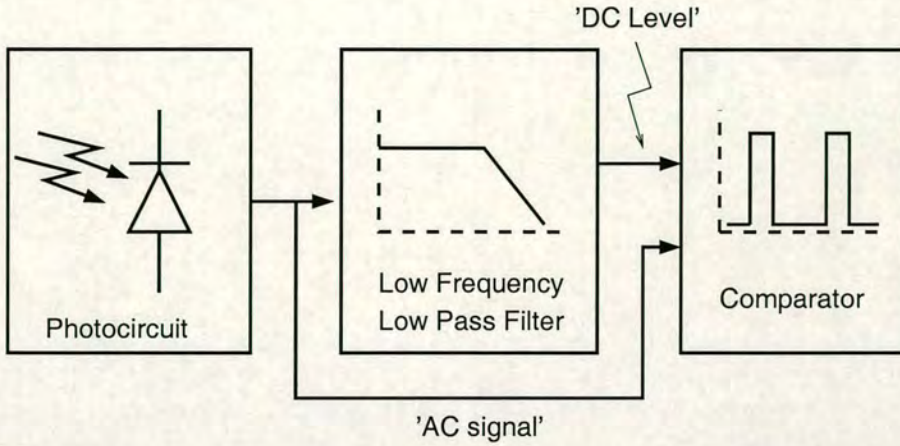 'DC Level'
Photocircuit
Low Frequency
Low Pass Filter
Comparator
'AC signal'